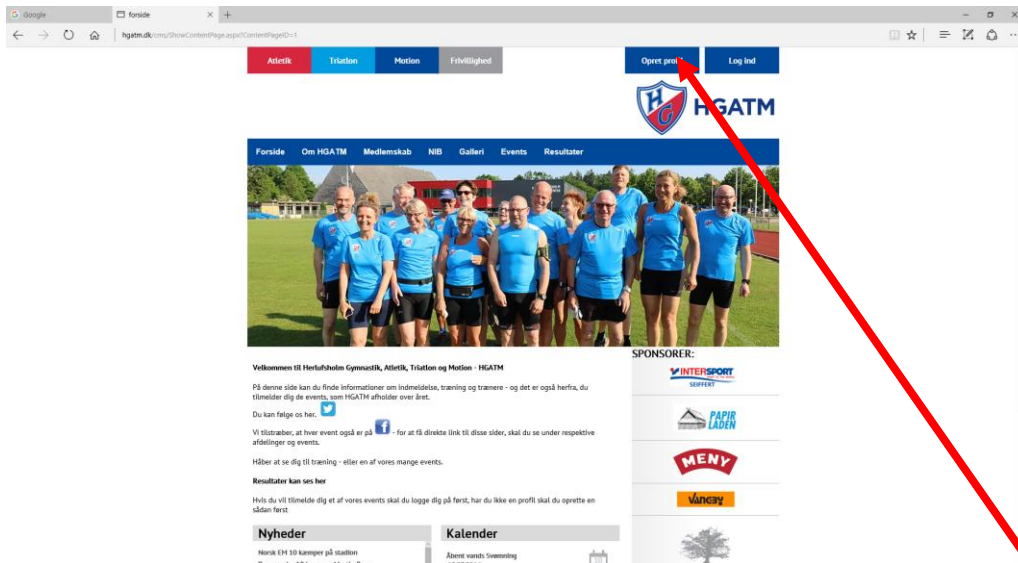 Google
forside
hgatm.dk/cms/ShowContentPage.aspx?ContentPageID=1
Atletik Triatlon Motion Frivillighed
Opret Log ind
HG HGATM
Forside Om HGATM Medlemskab NIB Galleri Events Resultater
SPONSORER:
Velkommen til Herlufsholm Gymnastik, Atletik, Triatlon og Motion - HGATM
På denne side kan du finde informationer om indmeldelse, træning og trænere - og det er også herfra, du
tilmelder dig de events, som HGATM afholder over året.
Du kan følge os her.
Vi tilstræber, at hver event også er på f - for at få direkte link til disse sider, skal du se under respektive
afdelinger og events.
Håber at se dig til træning - eller en af vores mange events.
Resultater kan ses her
Hvis du vil tilmelde dig et af vores events skal du logge dig på først, har du ikke en profil skal du oprette en
sådan først
INTERSPORT
SEIFFERT
PAPIR
LADEN
MENY
VANGBY
Nyheder
Norsk EM 10 kæmper på stadion
Kalender
Åbent vands Svømning